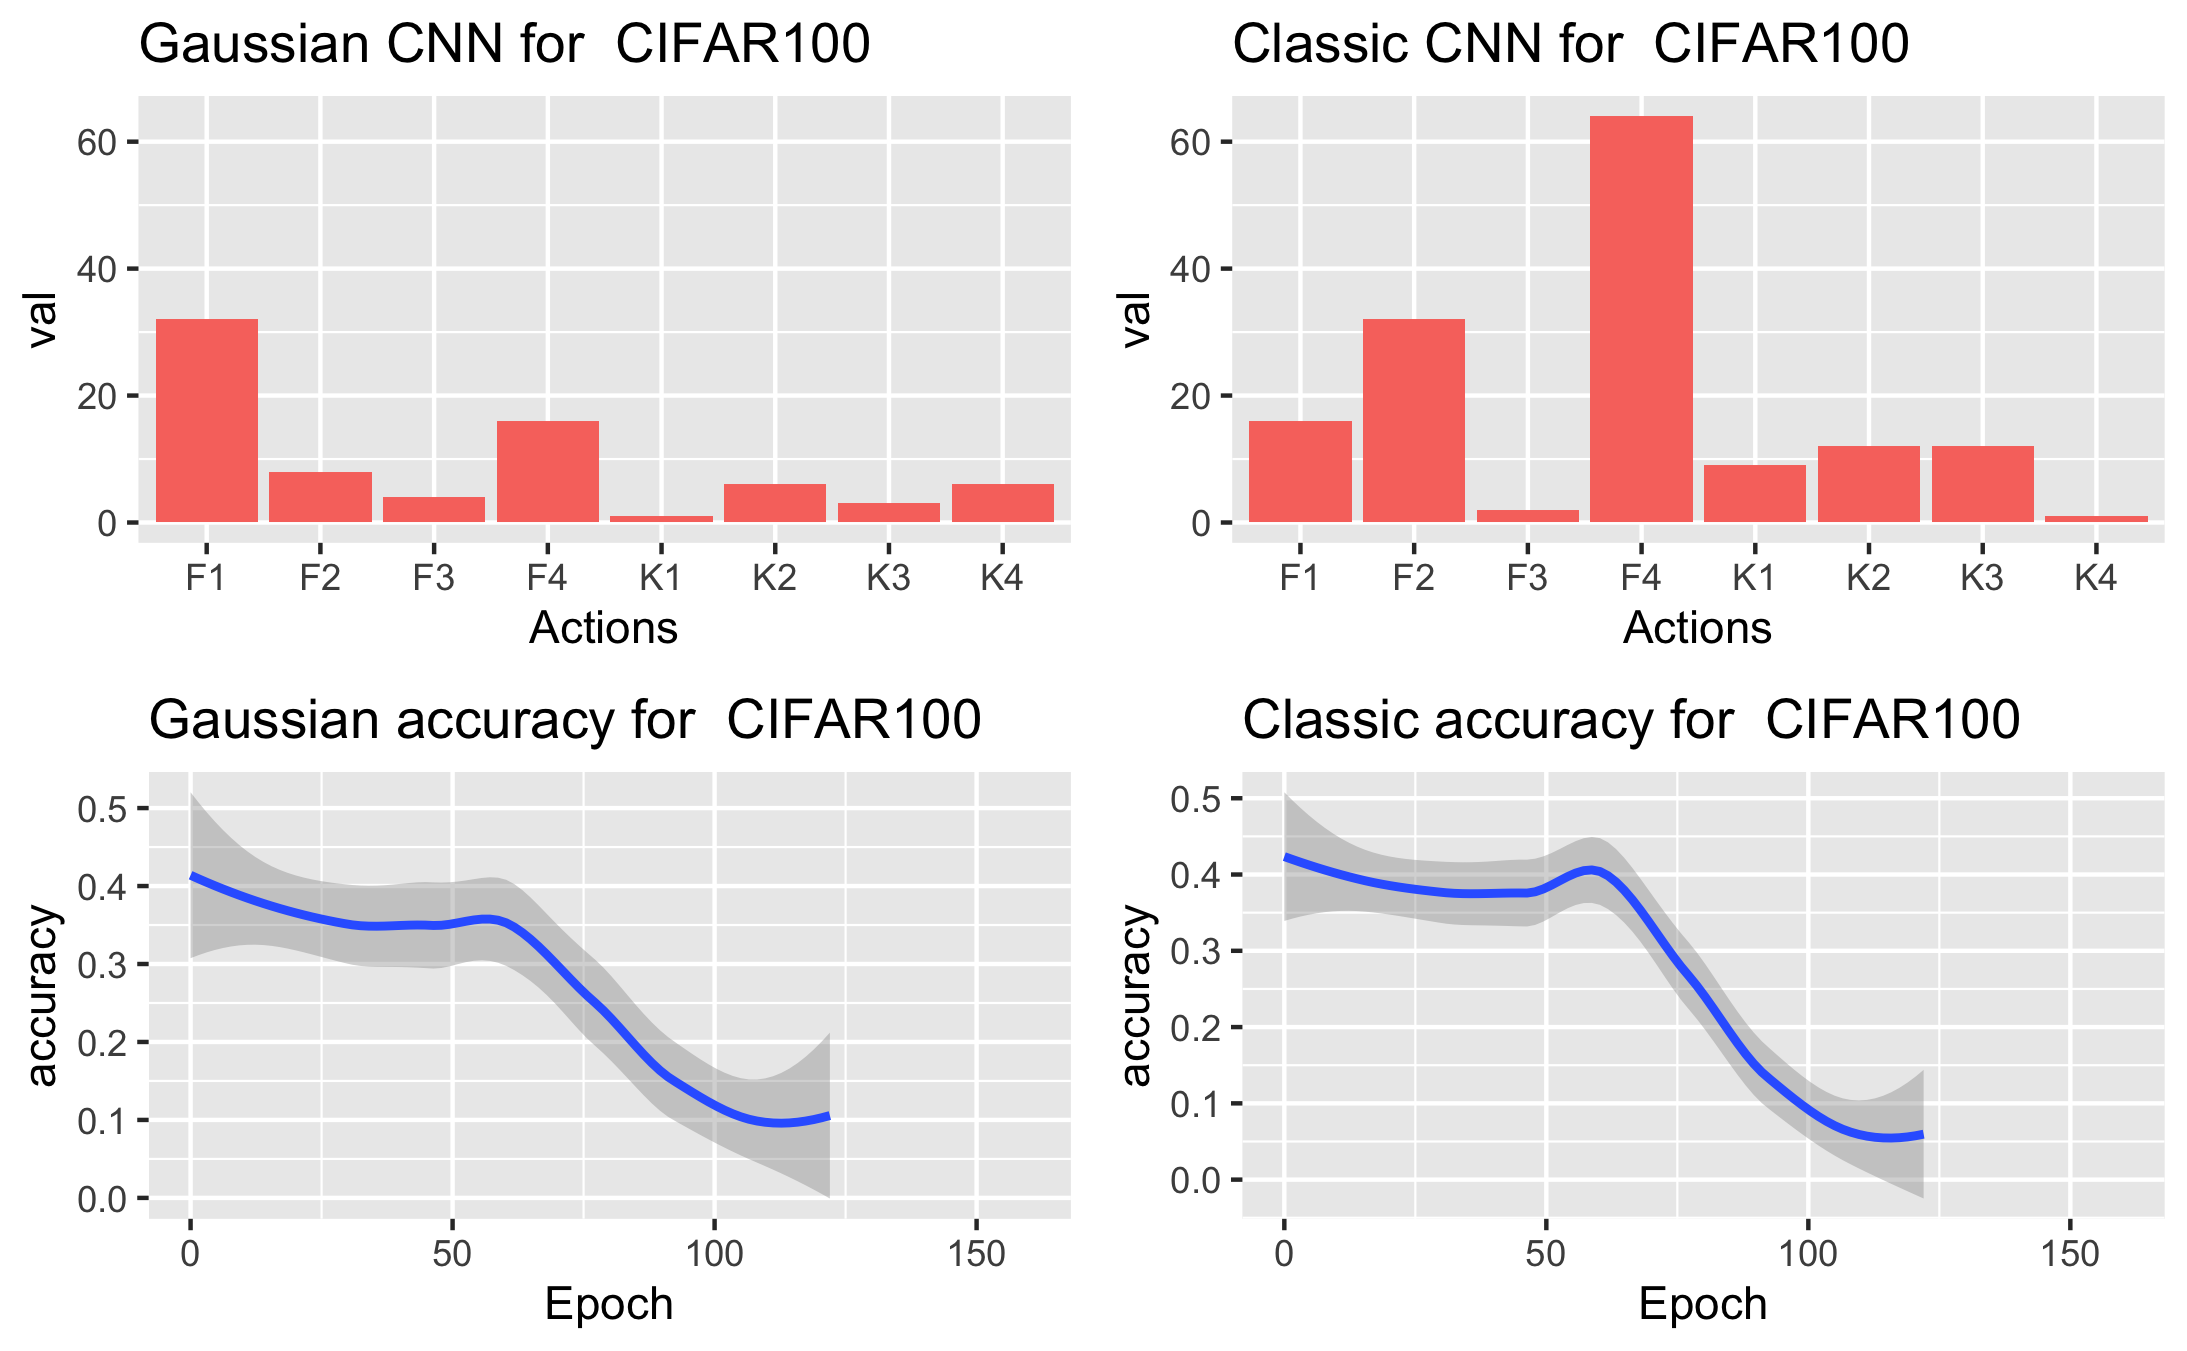 Gaussian CNN for  CIFAR100
val
60
40
20
0
F1 F2 F3 F4 K1 K2 K3 K4
Actions
Classic CNN for  CIFAR100
val
60
40
20
0
F1 F2 F3 F4 K1 K2 K3 K4
Actions
Gaussian accuracy for  CIFAR100
accuracy
0.5
0.4
0.3
0.2
0.1
0.0
0 50 100 150
Epoch
Classic accuracy for  CIFAR100
accuracy
0.5
0.4
0.3
0.2
0.1
0.0
0 50 100 150
Epoch